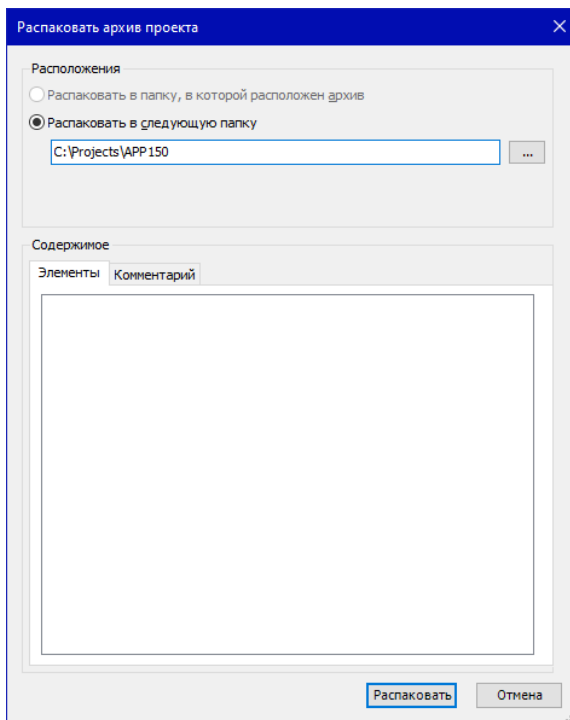 Распаковать архив проекта
Расположения
Распаковать в папку, в которой расположен архив
Распаковать в следующую папку
C:\Projects\APP150
...
Содержимое
Элементы Комментарий
Распаковать Отмена